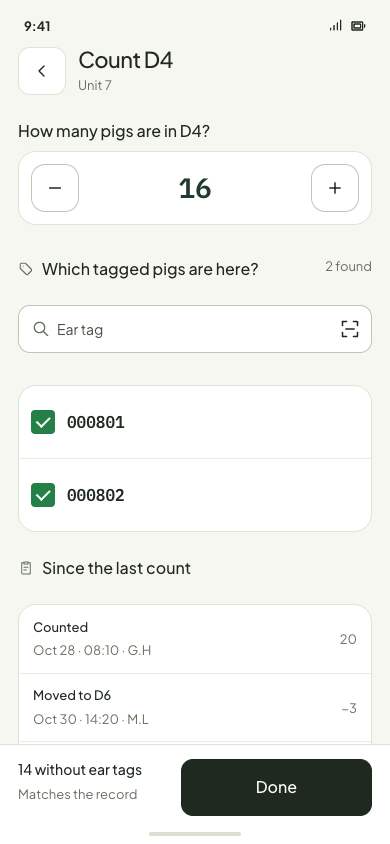 9:41
Count D4
Unit 7
How many pigs are in D4?
16
Which tagged pigs are here?
2 found
Ear tag
000801
000802
Since the last count
Counted
Oct 28 · 08:10 · G.H
20
Moved to D6
Oct 30 · 14:20 · M.L
−3
14 without ear tags
Matches the record
Done